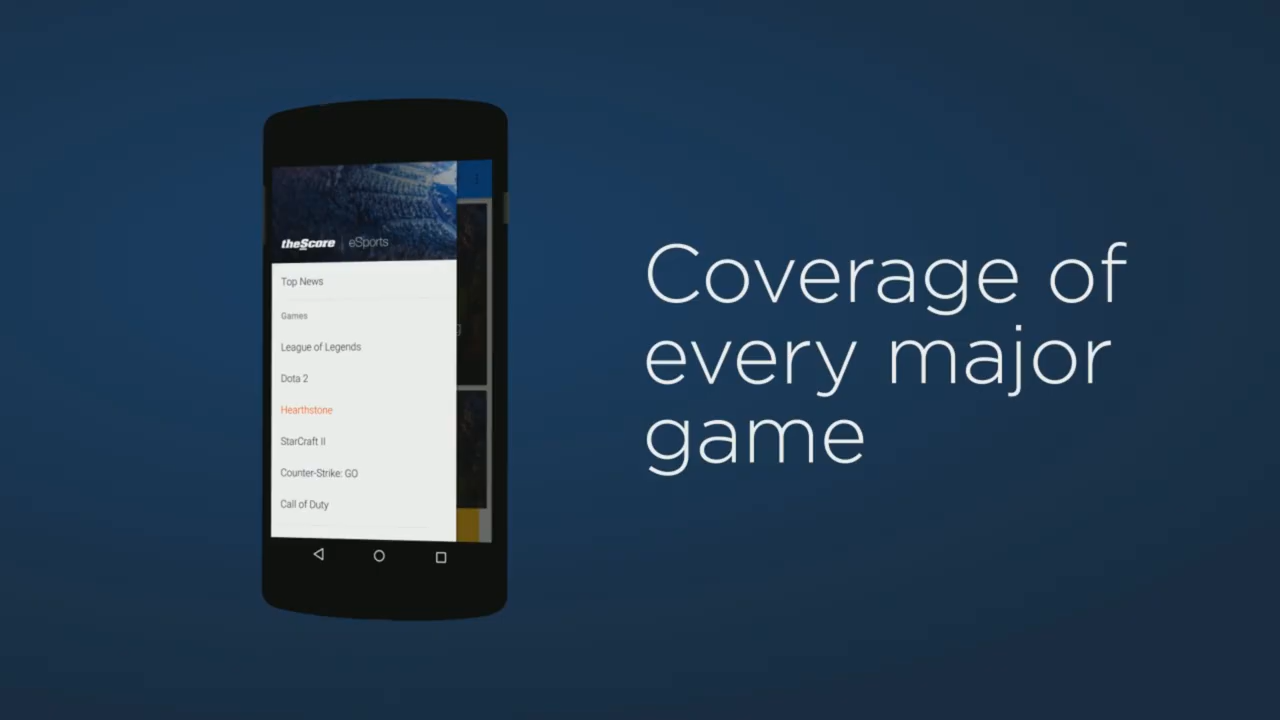 theScore | eSports
Top News
Games
League of Legends
Dota 2
Hearthstone
StarCraft II
Counter-Strike: GO
Call of Duty
Coverage of
every major
game